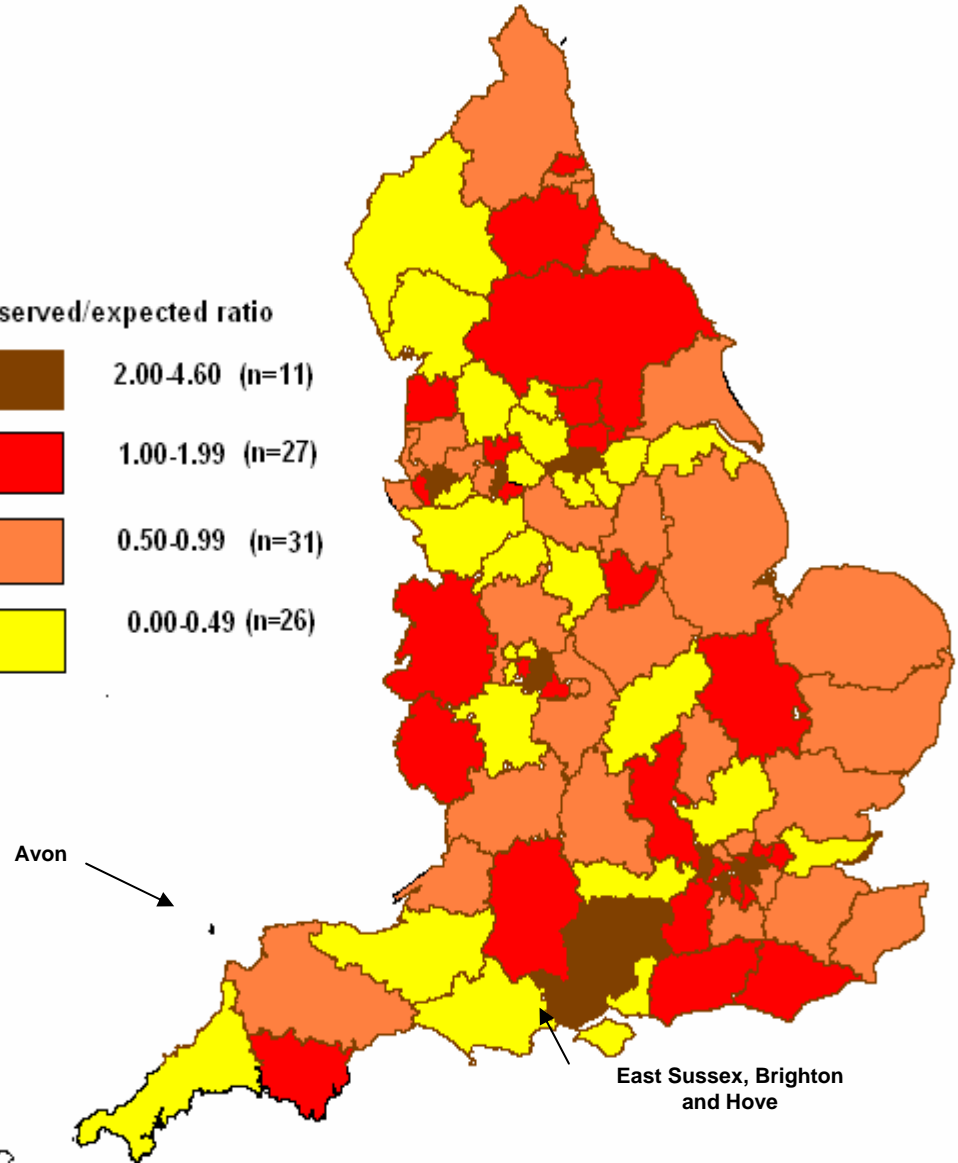 served/expected ratio
2.00-4.60 (n=11)
1.00-1.99 (n=27)
0.50-0.99 (n=31)
0.00-0.49 (n=26)
Avon
East Sussex, Brighton
and Hove